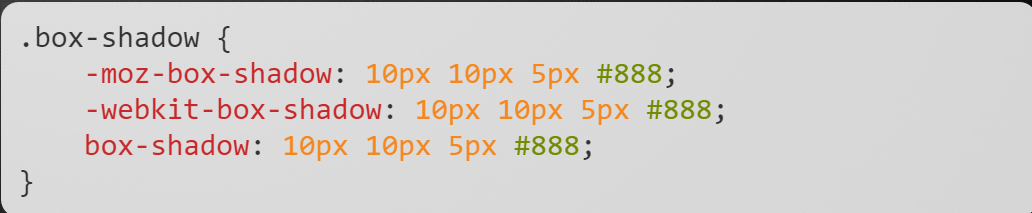 .box-shadow {
    -moz-box-shadow: 10px 10px 5px #888;
    -webkit-box-shadow: 10px 10px 5px #888;
    box-shadow: 10px 10px 5px #888;
}